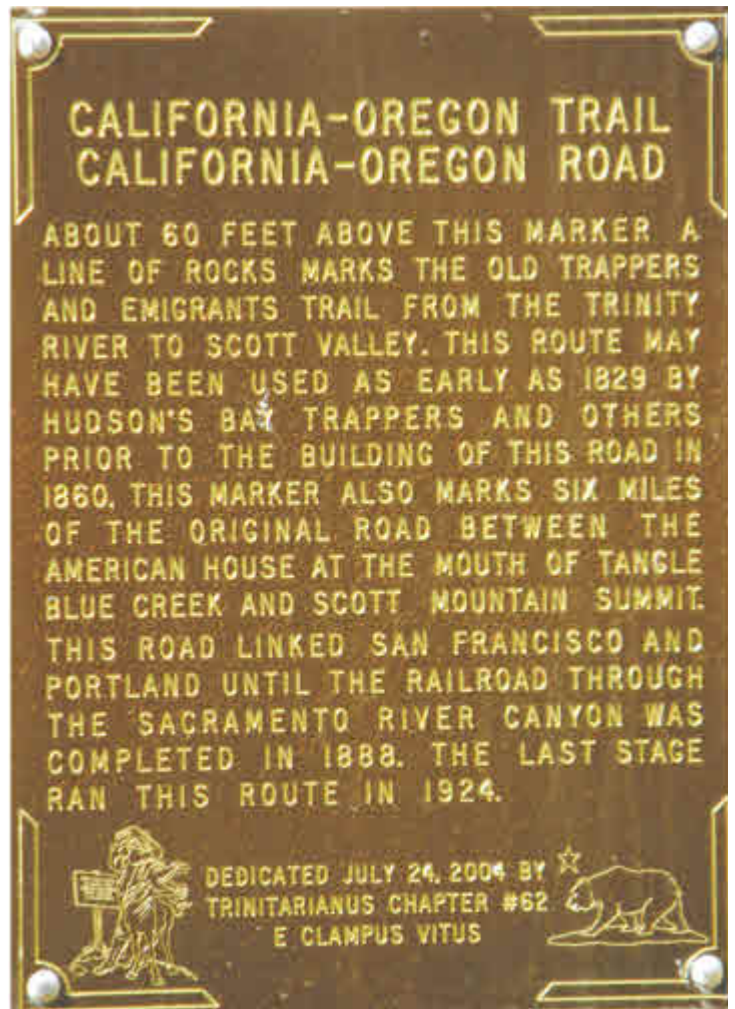 CALIFORNIA-OREGON TRAIL
CALIFORNIA-OREGON ROAD
ABOUT 60 FEET ABOVE THIS MARKER A
LINE OF ROCKS MARKS THE OLD TRAPPERS
AND EMIGRANTS TRAIL FROM THE TRINITY
RIVER TO SCOTT VALLEY. THIS ROUTE MAY
HAVE BEEN USED AS EARLY AS 1829 BY
HUDSON'S BAY TRAPPERS AND OTHERS
PRIOR TO THE BUILDING OF THIS ROAD IN
1860. THIS MARKER ALSO MARKS SIX MILES
OF THE ORIGINAL ROAD BETWEEN THE
AMERICAN HOUSE AT THE MOUTH OF TANGLE
BLUE CREEK AND SCOTT MOUNTAIN SUMMIT.
THIS ROAD LINKED SAN FRANCISCO AND
PORTLAND UNTIL THE RAILROAD THROUGH
THE SACRAMENTO RIVER CANYON WAS
COMPLETED IN 1888. THE LAST STAGE
RAN THIS ROUTE IN 1924.
DEDICATED JULY 24, 2004 BY
TRINITARIANUS CHAPTER #62
E CLAMPUS VITUS